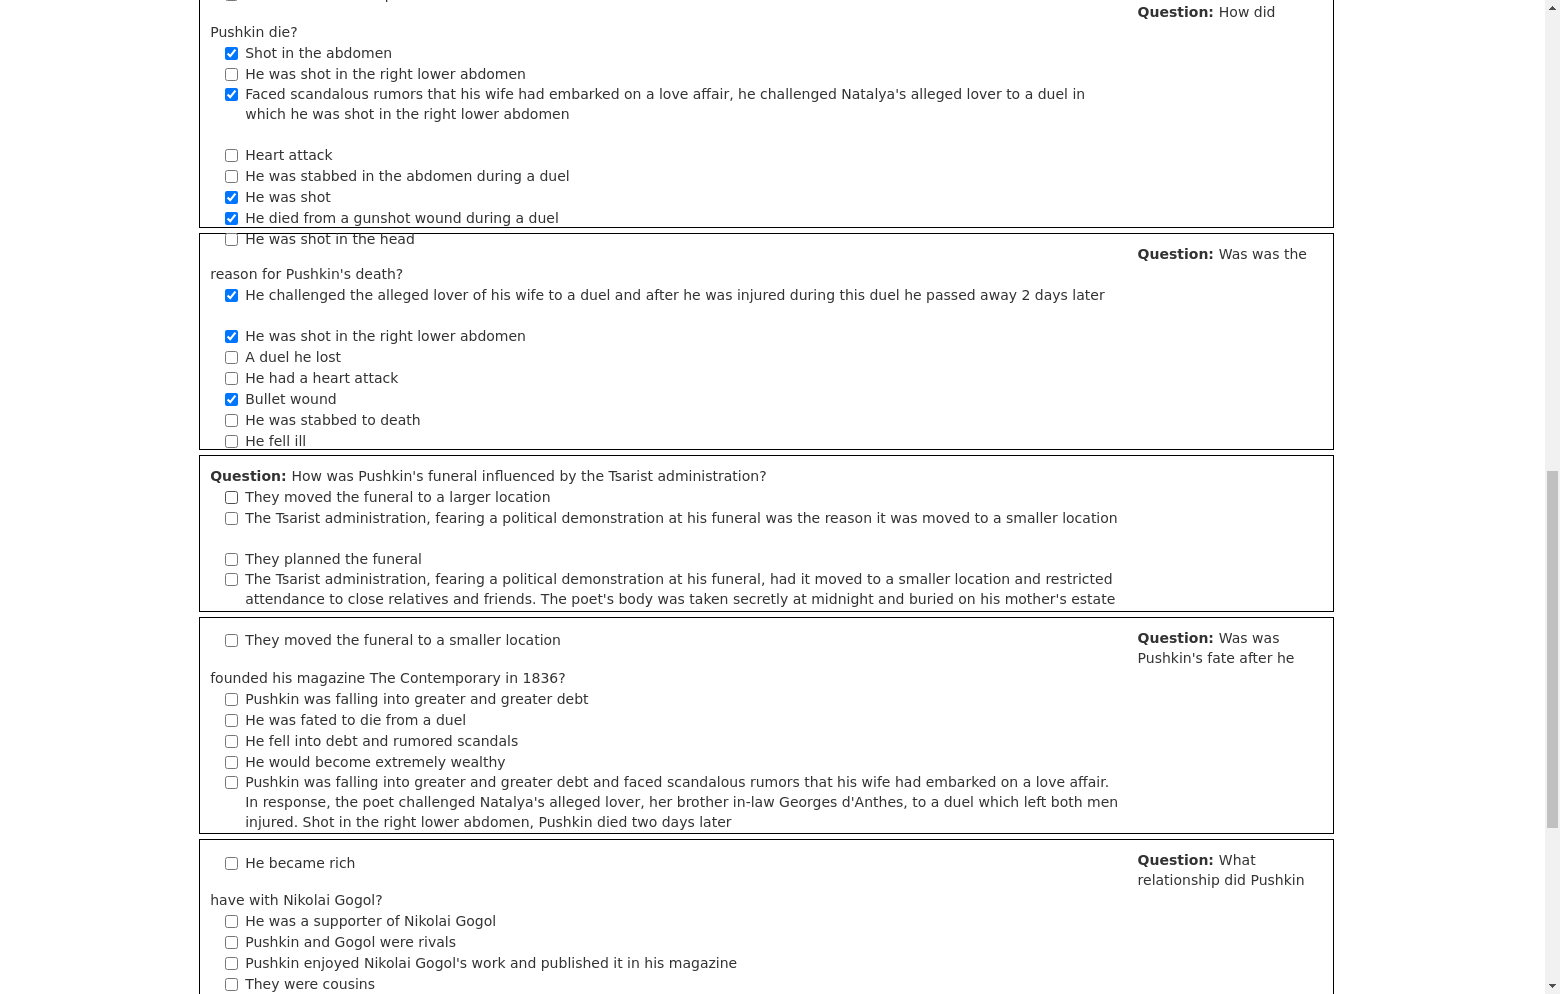 Question: How did
Pushkin die?
Shot in the abdomen
He was shot in the right lower abdomen
Faced scandalous rumors that his wife had embarked on a love affair, he challenged Natalya's alleged lover to a duel in
which he was shot in the right lower abdomen
Heart attack
He was stabbed in the abdomen during a duel
He was shot
He died from a gunshot wound during a duel
He was shot in the head
Question: Was was the
reason for Pushkin's death?
He challenged the alleged lover of his wife to a duel and after he was injured during this duel he passed away 2 days later
He was shot in the right lower abdomen
A duel he lost
He had a heart attack
Bullet wound
He was stabbed to death
He fell ill
Question: How was Pushkin's funeral influenced by the Tsarist administration?
They moved the funeral to a larger location
The Tsarist administration, fearing a political demonstration at his funeral was the reason it was moved to a smaller location
They planned the funeral
The Tsarist administration, fearing a political demonstration at his funeral, had it moved to a smaller location and restricted
attendance to close relatives and friends. The poet's body was taken secretly at midnight and buried on his mother's estate
They moved the funeral to a smaller location
Question: Was was
Pushkin's fate after he
founded his magazine The Contemporary in 1836?
Pushkin was falling into greater and greater debt
He was fated to die from a duel
He fell into debt and rumored scandals
He would become extremely wealthy
Pushkin was falling into greater and greater debt and faced scandalous rumors that his wife had embarked on a love affair.
In response, the poet challenged Natalya's alleged lover, her brother in-law Georges d'Anthes, to a duel which left both men
injured. Shot in the right lower abdomen, Pushkin died two days later
He became rich
Question: What
relationship did Pushkin
have with Nikolai Gogol?
He was a supporter of Nikolai Gogol
Pushkin and Gogol were rivals
Pushkin enjoyed Nikolai Gogol's work and published it in his magazine
They were cousins